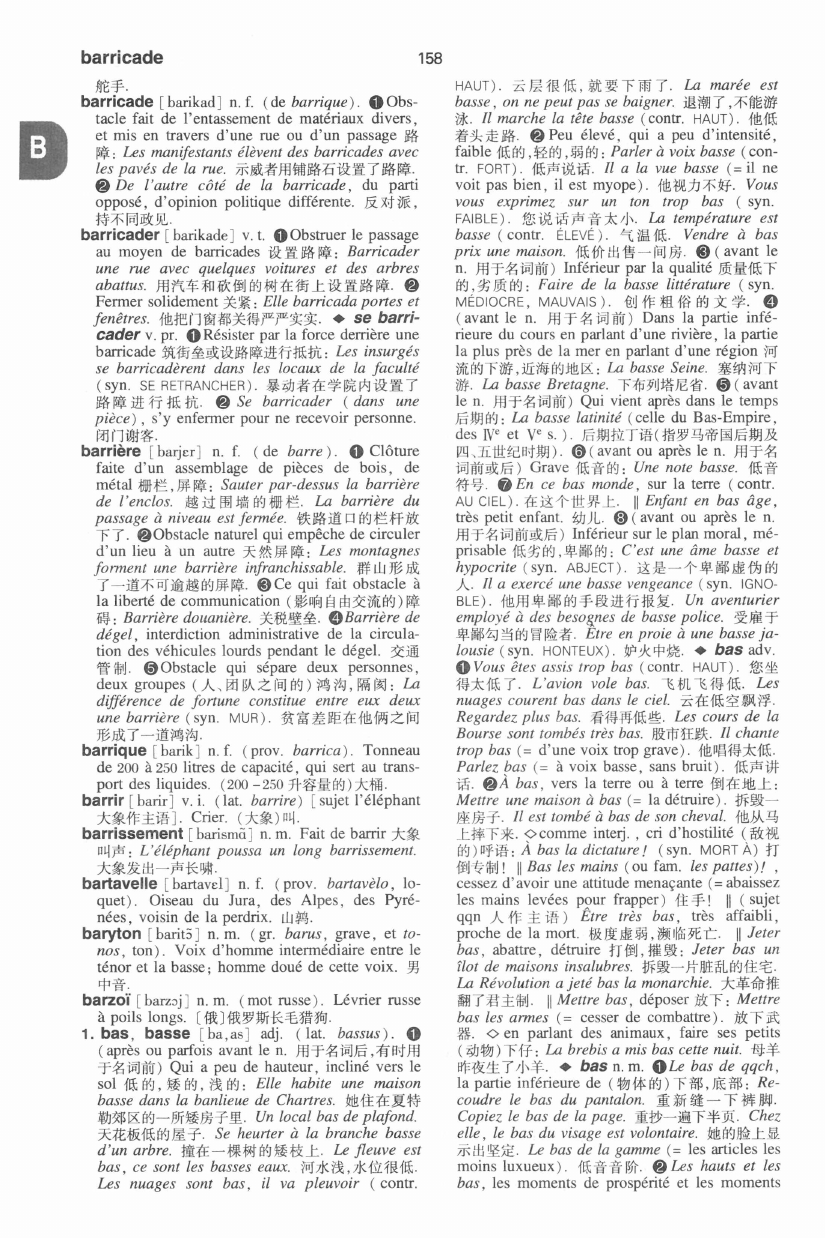 barricade
158
B
舵手.
barricade [barikad] n. f. (de barrique). ❶Obs-
tacle fait de l'entassement de matériaux divers,
et mis en travers d'une rue ou d'un passage 路
障: Les manifestants élèvent des barricades avec
les pavés de la rue. 示威者用铺路石设置了路障.
❷ De l'autre côté de la barricade, du parti
opposé, d'opinion politique différente. 反对派,
持不同政见.
barricader [barikade] v. t. ❶Obstruer le passage
au moyen de barricades 设置路障: Barricader
une rue avec quelques voitures et des arbres
abattus. 用汽车和砍倒的树在街上设置路障. ❷
Fermer solidement 关紧: Elle barricada portes et
fenêtres. 他把门窗都关得严严实实. ◆ se barri-
cader v. pr. ❶Résister par la force derrière une
barricade 筑街垒或设路障进行抵抗: Les insurgés
se barricadèrent dans les locaux de la faculté
(syn. SE RETRANCHER). 暴动者在学院内设置了
路障进行抵抗. ❷ Se barricader (dans une
pièce), s'y enfermer pour ne recevoir personne.
闭门谢客.
barrière [barjεr] n. f. (de barre). ❶ Clôture
faite d'un assemblage de pièces de bois, de
métal 栅栏,屏障: Sauter par-dessus la barrière
de l'enclos. 越过围墙的栅栏. La barrière du
passage à niveau est fermée. 铁路道口的栏杆放
下了. ❷Obstacle naturel qui empêche de circuler
d'un lieu à un autre 天然屏障: Les montagnes
forment une barrière infranchissable. 群山形成
了一道不可逾越的屏障. ❸Ce qui fait obstacle à
la liberté de communication (影响自由交流的)障
碍: Barrière douanière. 关税壁垒. ❹Barrière de
dégel, interdiction administrative de la circula-
tion des véhicules lourds pendant le dégel. 交通
管制. ❺Obstacle qui sépare deux personnes,
deux groupes (人、团队之间的)鸿沟,隔阂: La
différence de fortune constitue entre eux deux
une barrière (syn. MUR). 贫富差距在他俩之间
形成了一道鸿沟.
barrique [barik] n. f. (prov. barrica). Tonneau
de 200 à 250 litres de capacité, qui sert au trans-
port des liquides. (200-250升容量的)大桶.
barrir [barir] v. i. (lat. barrire) [sujet l'éléphant
大象作主语]. Crier. (大象)叫.
barrissement [barismɑ̃] n. m. Fait de barrir 大象
叫声: L'éléphant poussa un long barrissement.
大象发出一声长啸.
bartavelle [bartavεl] n. f. (prov. bartavèlo, lo-
quet). Oiseau du Jura, des Alpes, des Pyré-
nées, voisin de la perdrix. 山鹑.
baryton [baritɔ̃] n. m. (gr. barus, grave, et to-
nos, ton). Voix d'homme intermédiaire entre le
ténor et la basse; homme doué de cette voix. 男
中音.
barzoï [barzɔj] n. m. (mot russe). Lévrier russe
à poils longs. [俄]俄罗斯长毛猎狗.
1. bas, basse [ba,as] adj. (lat. bassus). ❶
(après ou parfois avant le n. 用于名词后,有时用
于名词前) Qui a peu de hauteur, incliné vers le
sol 低的,矮的,浅的: Elle habite une maison
basse dans la banlieue de Chartres. 她住在夏特
勒郊区的一所矮房子里. Un local bas de plafond.
天花板低的屋子. Se heurter à la branche basse
d'un arbre. 撞在一棵树的矮枝上. Le fleuve est
bas, ce sont les basses eaux. 河水浅,水位很低.
Les nuages sont bas, il va pleuvoir (contr.
HAUT). 云层很低,就要下雨了. La marée est
basse, on ne peut pas se baigner. 退潮了,不能游
泳. Il marche la tête basse (contr. HAUT). 他低
着头走路. ❷ Peu élevé, qui a peu d'intensité,
faible 低的,轻的,弱的: Parler à voix basse (con-
tr. FORT). 低声说话. Il a la vue basse (=il ne
voit pas bien, il est myope). 他视力不好. Vous
vous exprimez sur un ton trop bas (syn.
FAIBLE). 您说话声音太小. La température est
basse (contr. ÉLEVÉ). 气温低. Vendre à bas
prix une maison. 低价出售一间房. ❸(avant le
n. 用于名词前) Inférieur par la qualité 质量低下
的,劣质的: Faire de la basse littérature (syn.
MÉDIOCRE, MAUVAIS). 创作粗俗的文学. ❹
(avant le n. 用于名词前) Dans la partie infé-
rieure du cours en parlant d'une rivière, la partie
la plus près de la mer en parlant d'une région 河
流的下游,近海的地区: La basse Seine. 塞纳河下
游. La basse Bretagne. 下布列塔尼省. ❺(avant
le n. 用于名词前) Qui vient après dans le temps
后期的: La basse latinité (celle du Bas-Empire,
des Ⅳe et Ve s.). 后期拉丁语(指罗马帝国后期及
四、五世纪时期). ❻(avant ou après le n. 用于名
词前或后) Grave 低音的: Une note basse. 低音
符号. ❼En ce bas monde, sur la terre (contr.
AU CIEL). 在这个世界上. ‖ Enfant en bas âge,
très petit enfant. 幼儿. ❽(avant ou après le n.
用于名词前或后) Inférieur sur le plan moral, mé-
prisable 低劣的,卑鄙的: C'est une âme basse et
hypocrite (syn. ABJECT). 这是一个卑鄙虚伪的
人. Il a exercé une basse vengeance (syn. IGNO-
BLE). 他用卑鄙的手段进行报复. Un aventurier
employé à des besognes de basse police. 受雇于
卑鄙勾当的冒险者. Être en proie à une basse ja-
lousie (syn. HONTEUX). 妒火中烧. ◆ bas adv.
❶Vous êtes assis trop bas (contr. HAUT). 您坐
得太低了. L'avion vole bas. 飞机飞得低. Les
nuages courent bas dans le ciel. 云在低空飘浮.
Regardez plus bas. 看得再低些. Les cours de la
Bourse sont tombés très bas. 股市狂跌. Il chante
trop bas (= d'une voix trop grave). 他唱得太低.
Parlez bas (= à voix basse, sans bruit). 低声讲
话. ❷À bas, vers la terre ou à terre 倒在地上:
Mettre une maison à bas (= la détruire). 拆毁一
座房子. Il est tombé à bas de son cheval. 他从马
上摔下来. ◇comme interj., cri d'hostilité (敌视
的)呼语: À bas la dictature! (syn. MORT À) 打
倒专制! ‖ Bas les mains (ou fam. les pattes)! ,
cessez d'avoir une attitude menaçante (=abaissez
les mains levées pour frapper) 住手! ‖ (sujet
qqn 人作主语) Être très bas, très affaibli,
proche de la mort. 极度虚弱,濒临死亡. ‖ Jeter
bas, abattre, détruire 打倒,摧毁: Jeter bas un
îlot de maisons insalubres. 拆毁一片脏乱的住宅.
La Révolution a jeté bas la monarchie. 大革命推
翻了君主制. ‖ Mettre bas, déposer 放下: Mettre
bas les armes (= cesser de combattre). 放下武
器. ◇ en parlant des animaux, faire ses petits
(动物)下仔: La brebis a mis bas cette nuit. 母羊
昨夜生了小羊. ◆ bas n. m. ❶Le bas de qqch,
la partie inférieure de (物体的)下部,底部: Re-
coudre le bas du pantalon. 重新缝一下裤脚.
Copiez le bas de la page. 重抄一遍下半页. Chez
elle, le bas du visage est volontaire. 她的脸上显
示出坚定. Le bas de la gamme (= les articles les
moins luxueux). 低音音阶. ❷ Les hauts et les
bas, les moments de prospérité et les moments